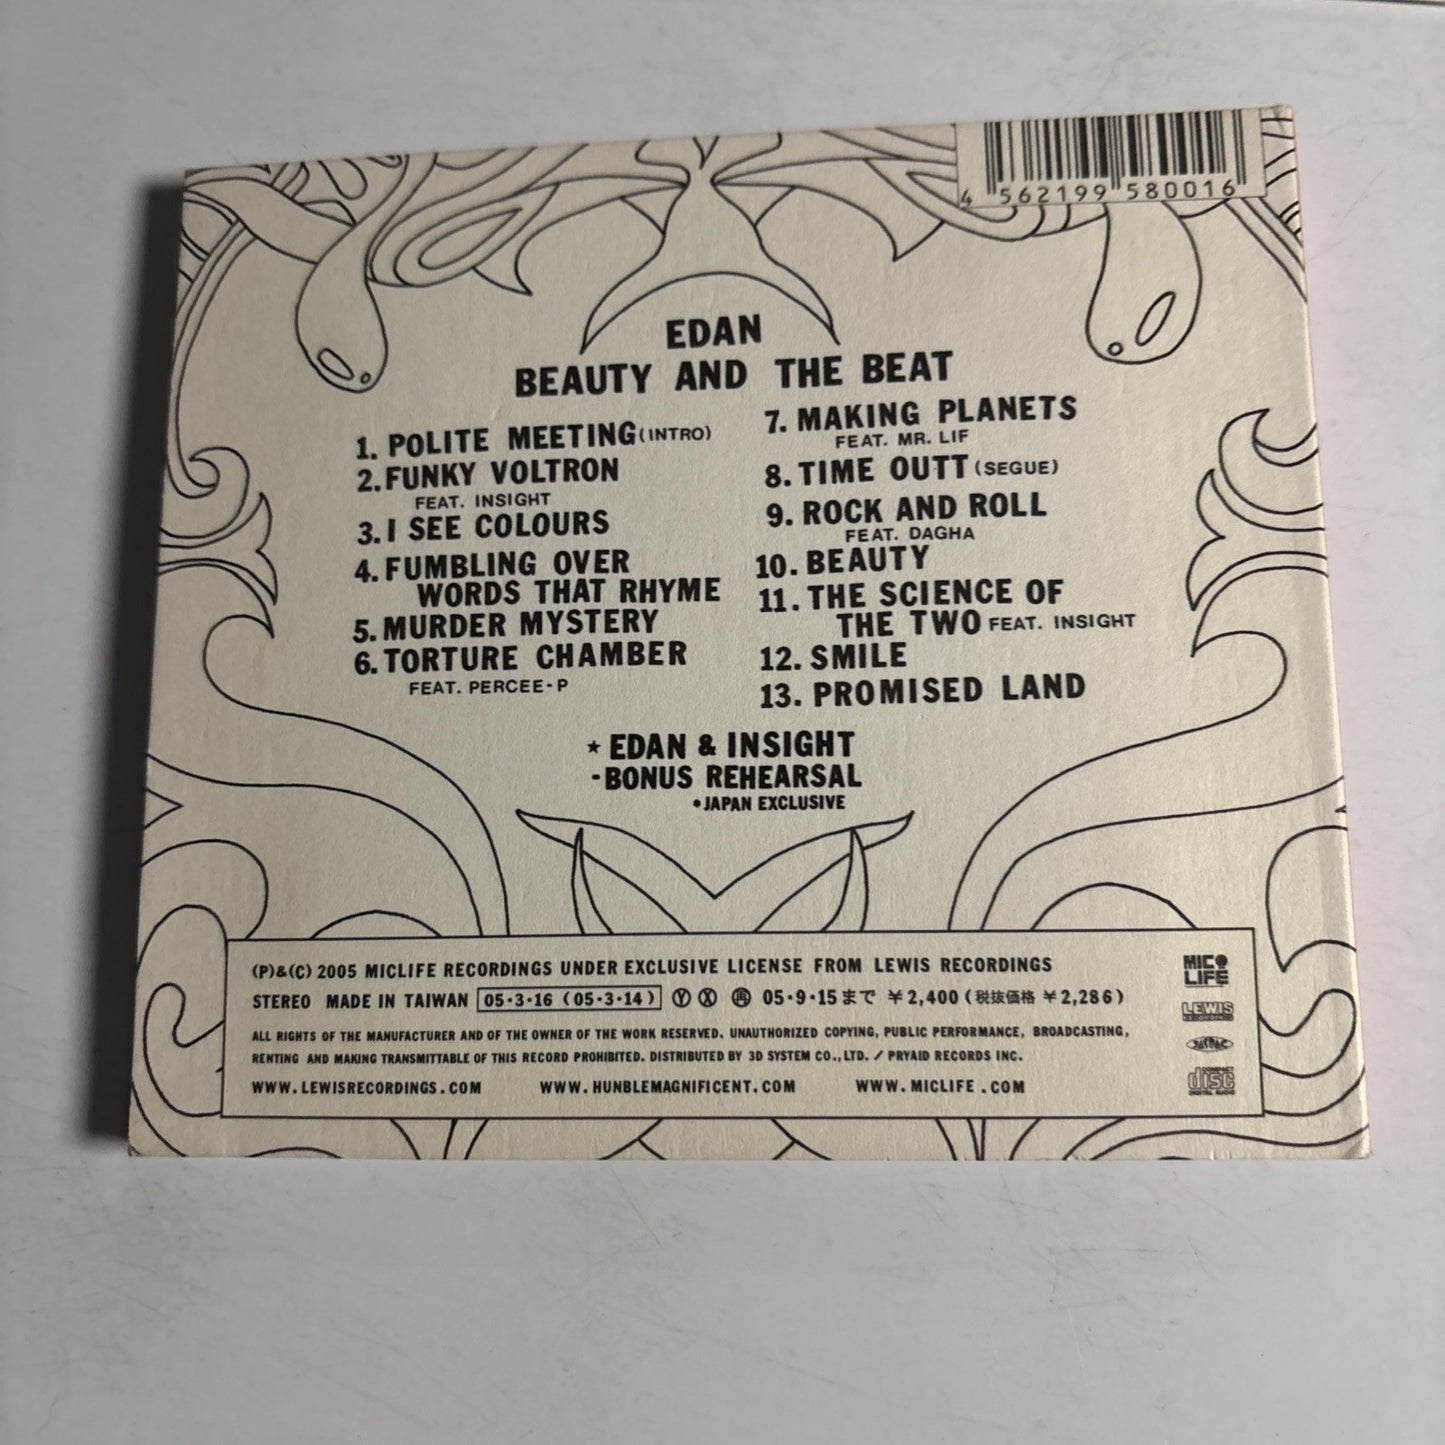 4 562199 580016
EDAN
BEAUTY AND THE BEAT
1. POLITE MEETING (INTRO)
2. FUNKY VOLTRON
FEAT. INSIGHT
3. I SEE COLOURS
4. FUMBLING OVER
WORDS THAT RHYME
5. MURDER MYSTERY
6. TORTURE CHAMBER
FEAT. PERCEE-P
7. MAKING PLANETS
FEAT. MR. LIF
8. TIME OUTT (SEGUE)
9. ROCK AND ROLL
FEAT. DAGHA
10. BEAUTY
11. THE SCIENCE OF
THE TWO FEAT. INSIGHT
12. SMILE
13. PROMISED LAND
★ EDAN & INSIGHT
-BONUS REHEARSAL
•JAPAN EXCLUSIVE
(P)&(C) 2005 MICLIFE RECORDINGS UNDER EXCLUSIVE LICENSE FROM LEWIS RECORDINGS
STEREO MADE IN TAIWAN 05・3・16 (05・3・14) Ⓨ Ⓧ 再 05・9・15まで ¥2,400 (税抜価格 ¥2,286)
ALL RIGHTS OF THE MANUFACTURER AND OF THE OWNER OF THE WORK RESERVED. UNAUTHORIZED COPYING, PUBLIC PERFORMANCE, BROADCASTING,
RENTING AND MAKING TRANSMITTABLE OF THIS RECORD PROHIBITED. DISTRIBUTED BY 3D SYSTEM CO.,LTD. / PRYAID RECORDS INC.
WWW.LEWISRECORDINGS.COM WWW.HUNBLEMAGNIFICENT.COM WWW.MICLIFE.COM
MIC
LIFE
LEWIS
COMPACT
disc
DIGITAL AUDIO